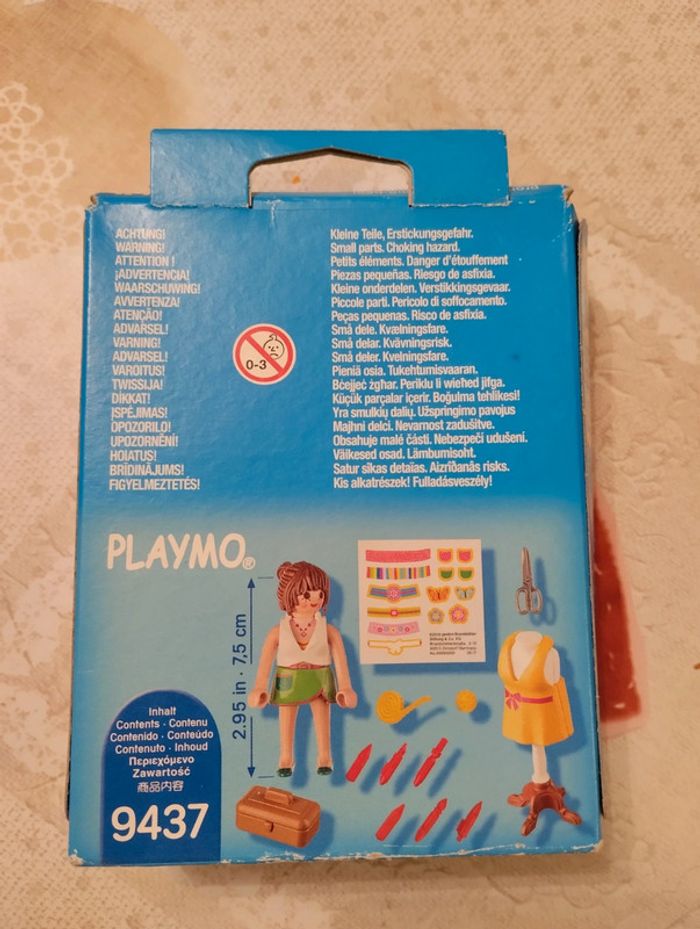 ACHTUNG! Kleine Teile, Erstickungsgefahr.
WARNING! Small parts. Choking hazard.
ATTENTION ! Petits éléments. Danger d'étouffement
¡ADVERTENCIA! Piezas pequeñas. Riesgo de asfixia.
WAARSCHUWING! Kleine onderdelen. Verstikkingsgevaar.
AVVERTENZA! Piccole parti. Pericolo di soffocamento.
ATENÇÃO! Peças pequenas. Risco de asfixia.
ADVARSEL! Små dele. Kvælningsfare.
VARNING! Små delar. Kvävningsrisk.
ADVARSEL! Små deler. Kvelningsfare.
VAROITUS! Pieniä osia. Tukehtumisvaaran.
TWISSIJA! Bċejjeċ żgħar. Periklu li wieħed jifga.
DİKKAT! Küçük parçalar içerir. Boğulma tehlikesi!
ĮSPĖJIMAS! Yra smulkių dalių. Užspringimo pavojus
OPOZORILO! Majhni delci. Nevarnost zadušitve.
UPOZORNĚNÍ! Obsahuje malé části. Nebezpečí udušení.
HOIATUS! Väikesed osad. Lämbumisoht.
BRĪDINĀJUMS! Satur sīkas detaļas. Aizrīšanās risks.
FIGYELMEZTETÉS! Kis alkatrészek! Fulladásveszély!
0-3
PLAYMO®
2.95 in - 7,5 cm
Inhalt
Contents · Contenu
Contenido · Conteúdo
Contenuto · Inhoud
Περιεχόμενο
Zawartość
商品内容
9437